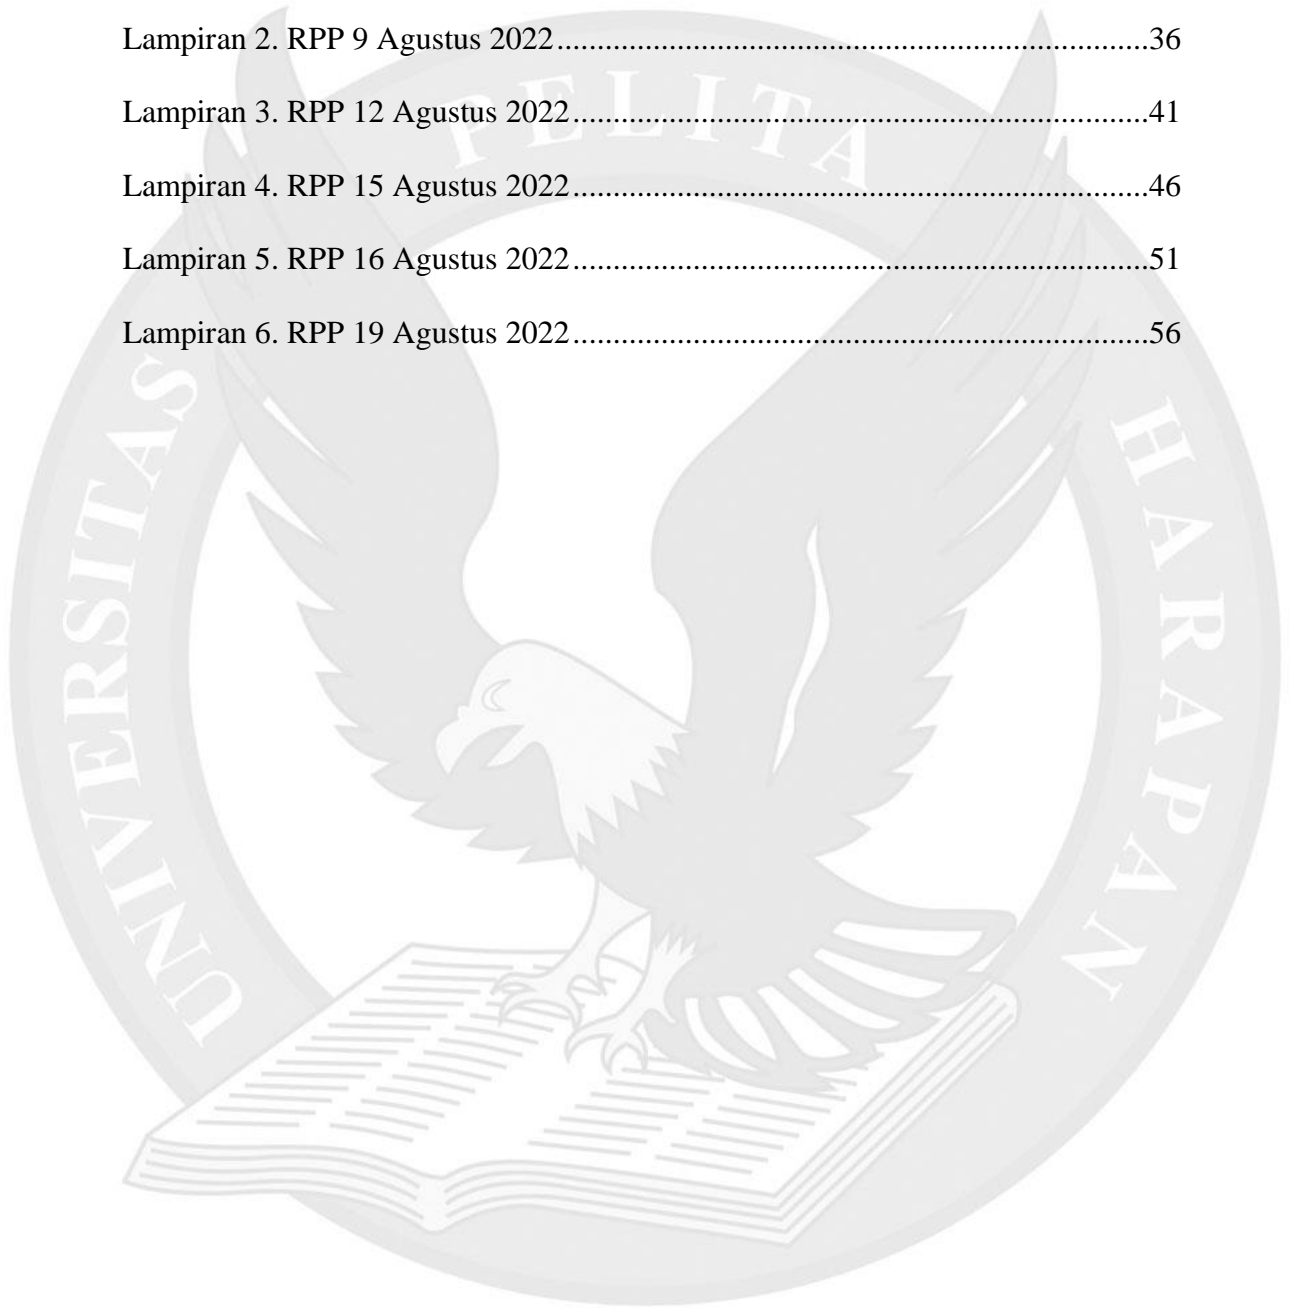 Lampiran 2. RPP 9 Agustus 2022.......................................................................36
Lampiran 3. RPP 12 Agustus 2022.....................................................................41
Lampiran 4. RPP 15 Agustus 2022.....................................................................46
Lampiran 5. RPP 16 Agustus 2022.....................................................................51
Lampiran 6. RPP 19 Agustus 2022.....................................................................56
UNIVERSITAS PELITA HARAPAN